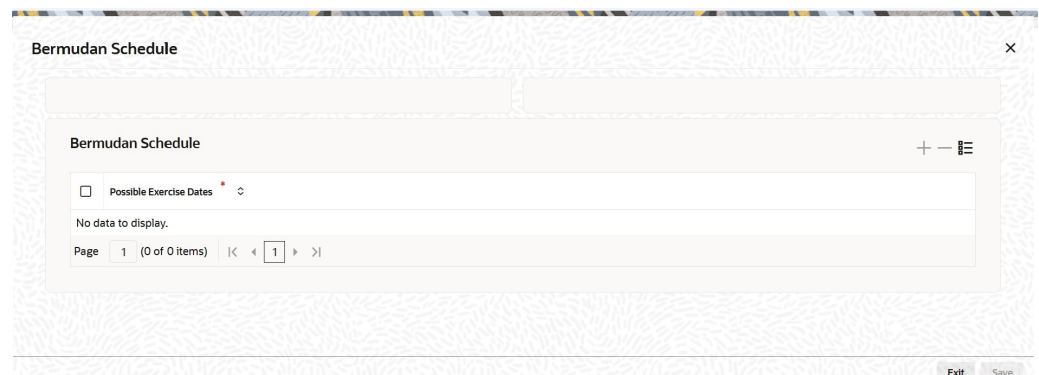 Bermudan Schedule
Bermudan Schedule
Possible Exercise Dates *
No data to display.
Page 1 (0 of 0 items) 1
Exit Save